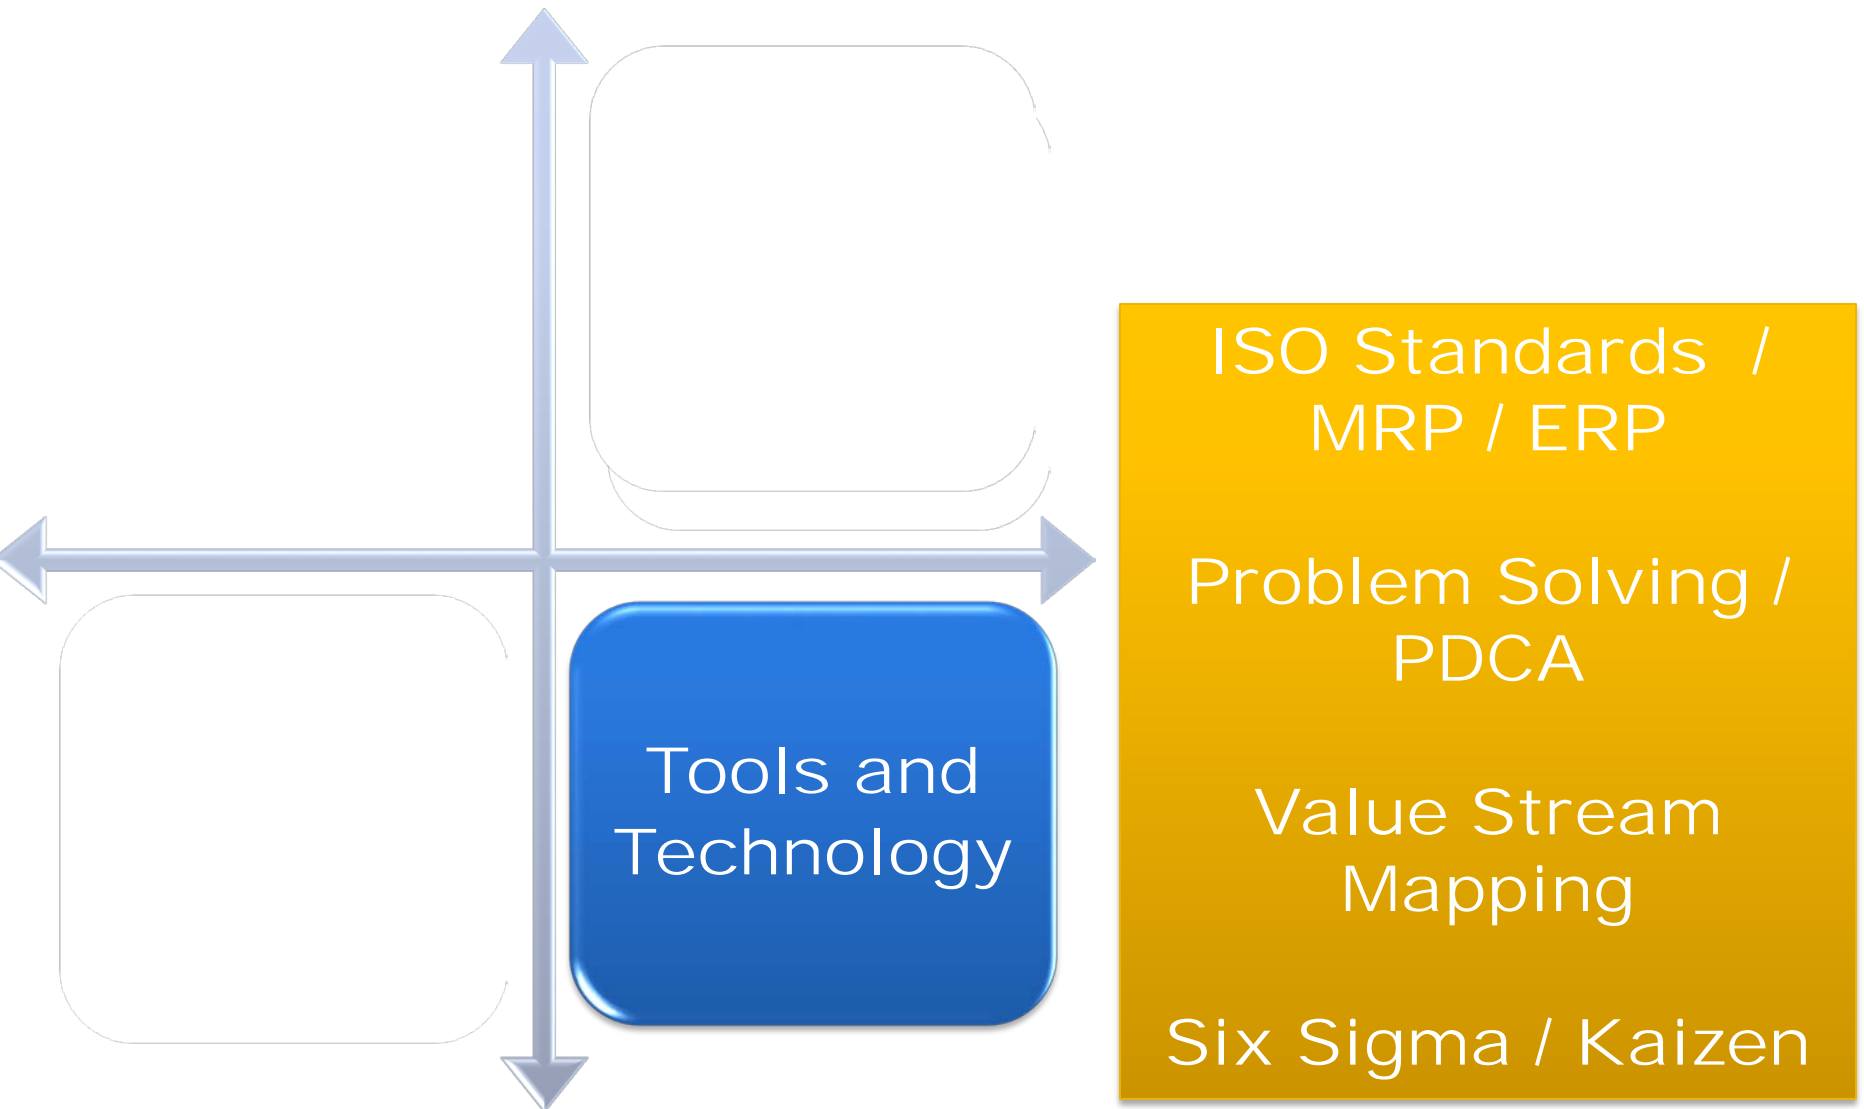 Tools and
Technology
ISO Standards /
MRP / ERP
Problem Solving /
PDCA
Value Stream
Mapping
Six Sigma / Kaizen